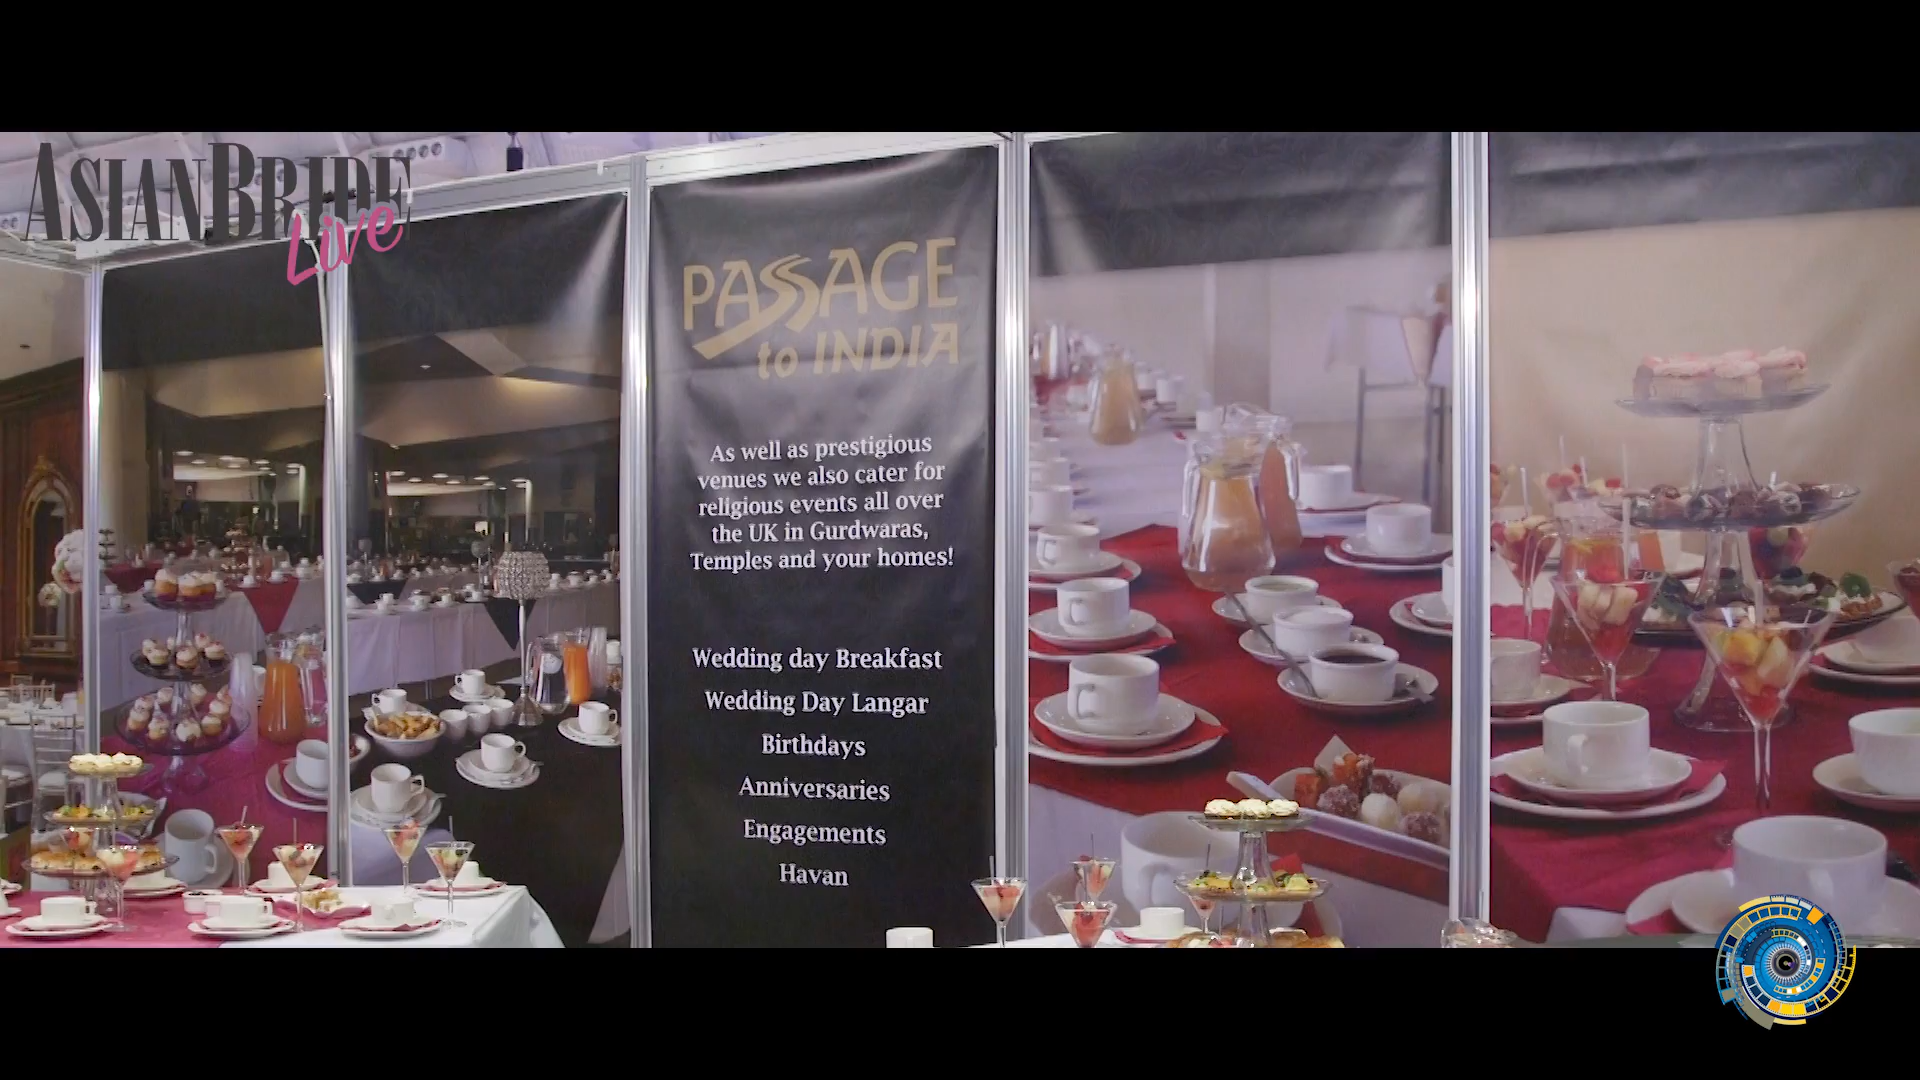 ASIANBRIDE
Live
PASSAGE
to INDIA
As well as prestigious
venues we also cater for
religious events all over
the UK in Gurdwaras,
Temples and your homes!
Wedding day Breakfast
Wedding Day Langar
Birthdays
Anniversaries
Engagements
Havan